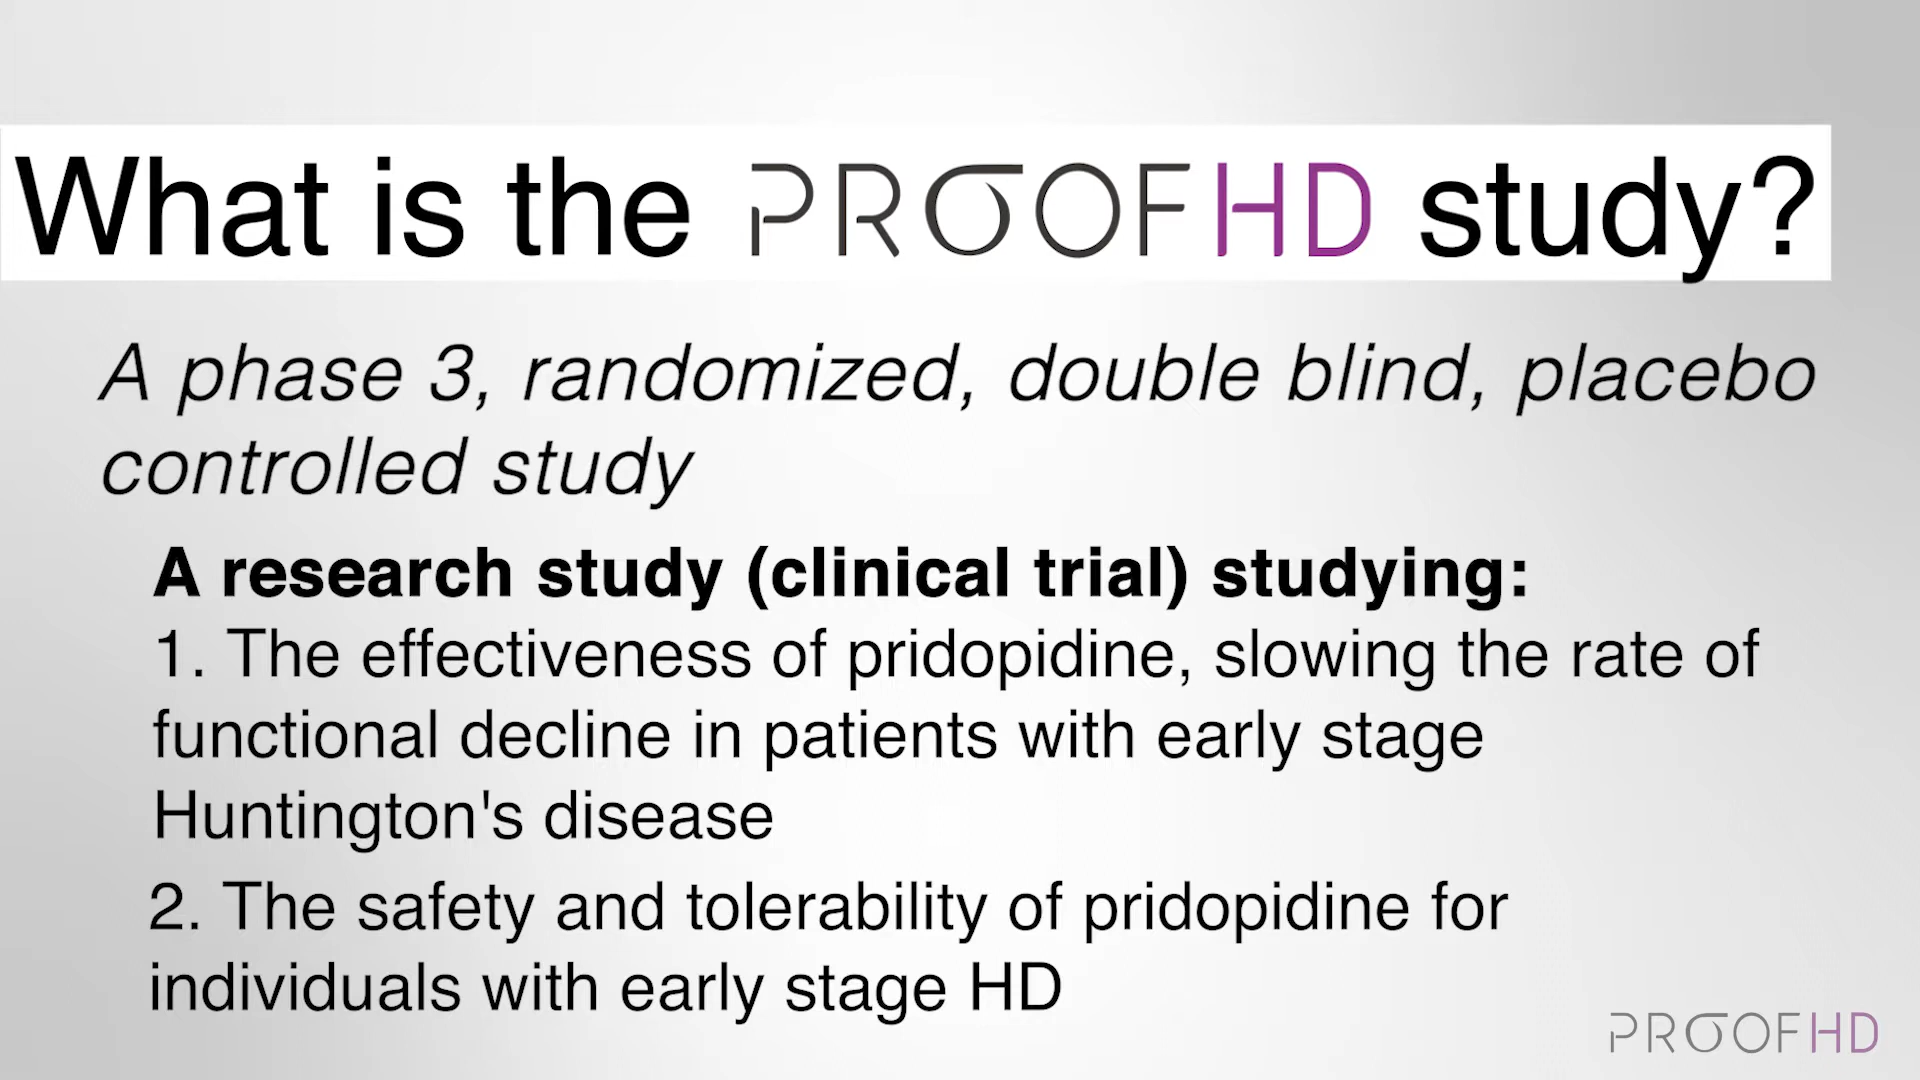 What is the PROOFHD study?
A phase 3, randomized, double blind, placebo
controlled study
A research study (clinical trial) studying:
1. The effectiveness of pridopidine, slowing the rate of
functional decline in patients with early stage
Huntington's disease
2. The safety and tolerability of pridopidine for
individuals with early stage HD
PROOFHD